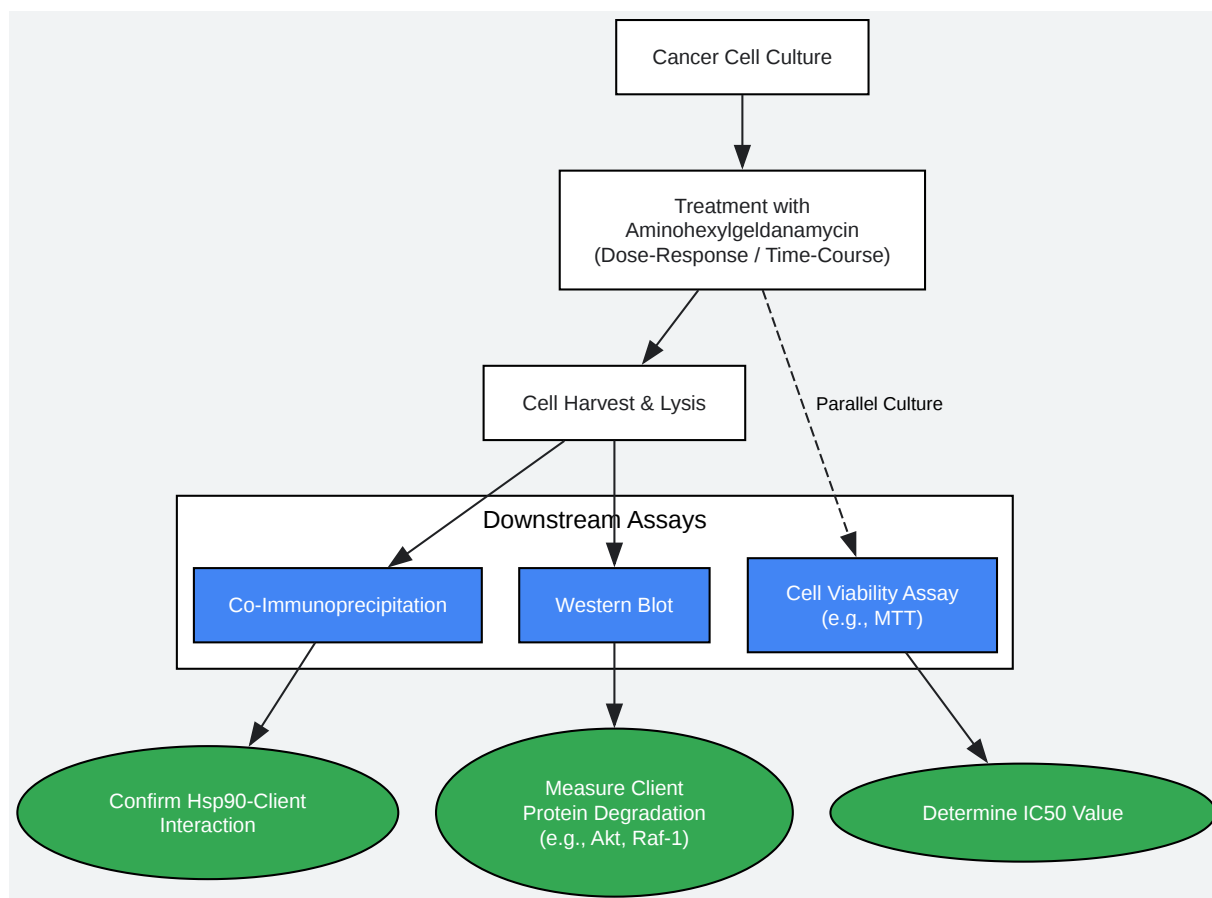 Cancer Cell Culture
Treatment with
Aminohexylgeldanamycin
(Dose-Response / Time-Course)
Cell Harvest & Lysis
Parallel Culture
Downstream Assays
Co-Immunoprecipitation
Western Blot
Cell Viability Assay
(e.g., MTT)
Confirm Hsp90-Client
Interaction
Measure Client
Protein Degradation
(e.g., Akt, Raf-1)
Determine IC50 Value